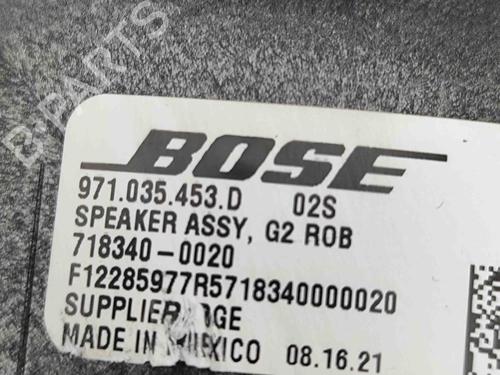 B-PARTS
BOSE
971.035.453.D 02S
SPEAKER ASSY, G2 ROB
718340-0020
F12285977R5718340000020
SUPPLIER
MADE IN MEXICO 08.16.21